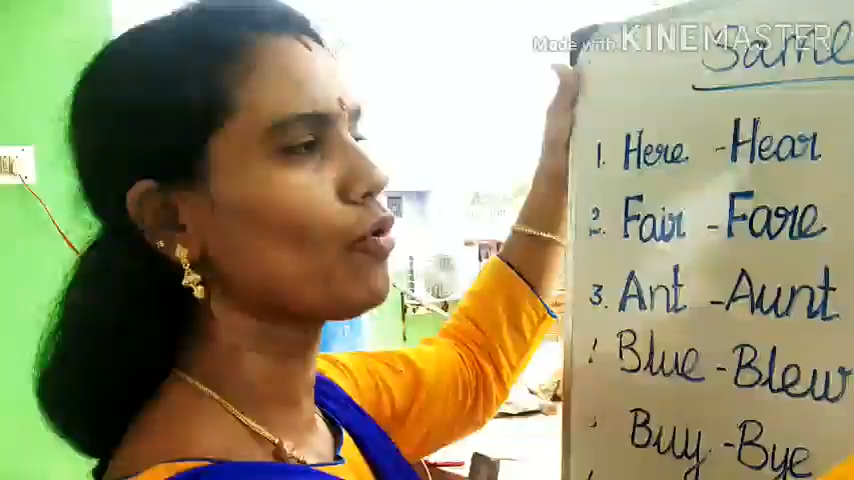 Made with KINEMASTER
Same
1. Here - Hear
2. Fair - Fare
3. Ant - Aunt
Blue - Blew
Buy - Bye